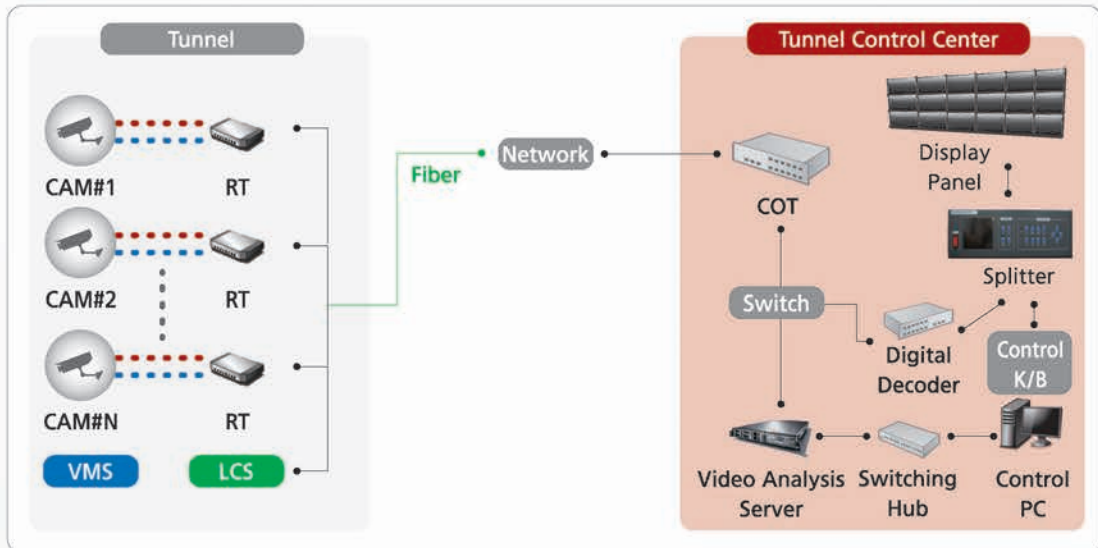 Tunnel
CAM#1
RT
CAM#2
RT
CAM#N
RT
VMS
LCS
Fiber
Network
Tunnel Control Center
Display
Panel
COT
Splitter
Switch
Digital
Decoder
Control
K/B
Video Analysis
Server
Switching
Hub
Control
PC